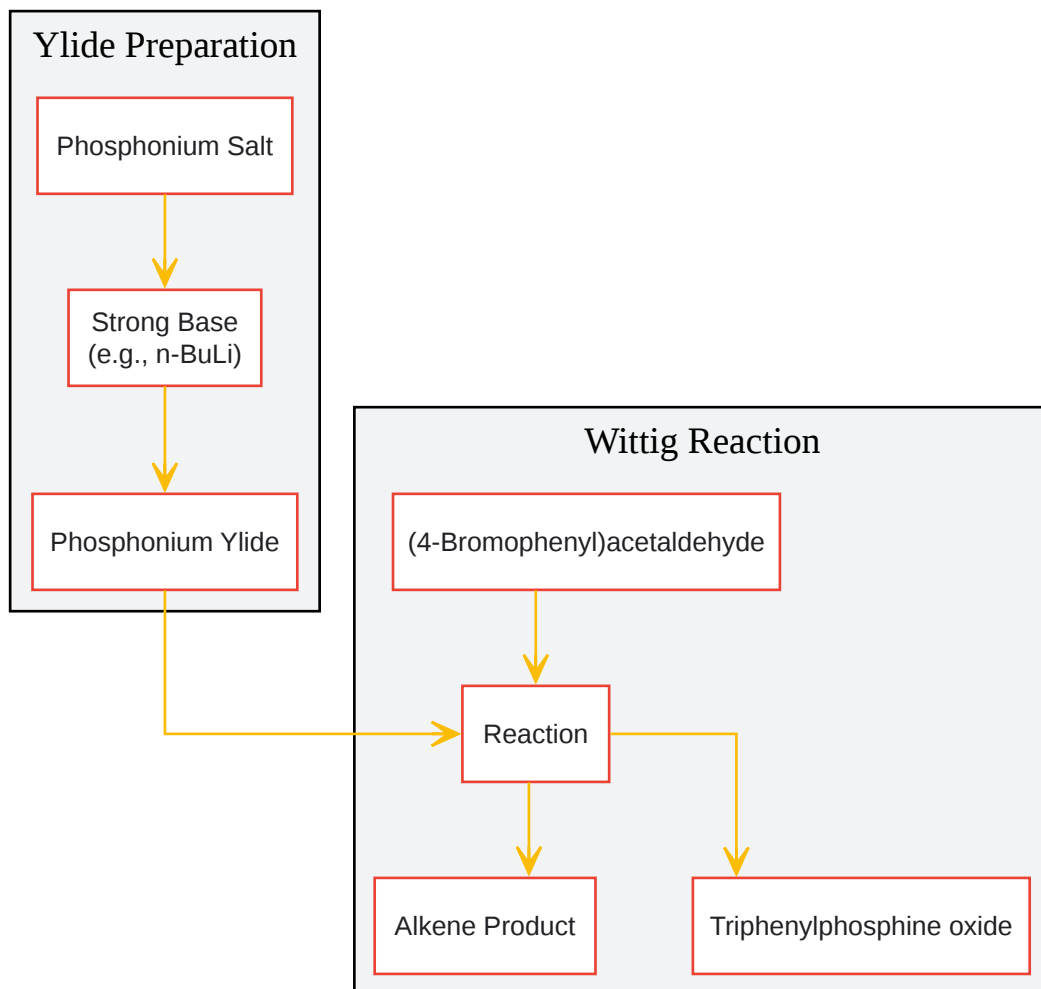 Ylide Preparation
Phosphonium Salt
Strong Base
(e.g., n-BuLi)
Phosphonium Ylide
Wittig Reaction
(4-Bromophenyl)acetaldehyde
Reaction
Alkene Product
Triphenylphosphine oxide